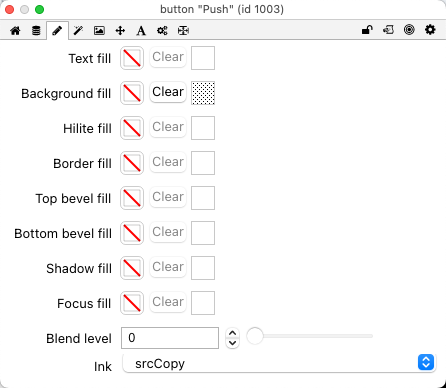 button "Push" (id 1003)
A
Text fill Clear
Background fill Clear
Hilite fill Clear
Border fill Clear
Top bevel fill Clear
Bottom bevel fill Clear
Shadow fill Clear
Focus fill Clear
Blend level 0
Ink srcCopy